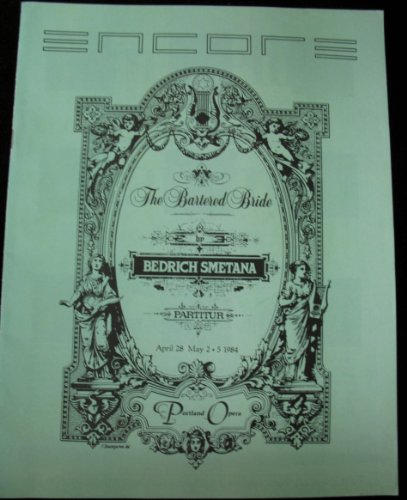 ENCORE
The Bartered Bride
by
BEDRICH SMETANA
PARTITUR
April 28 May 2 • 5 1984
Portland Opera